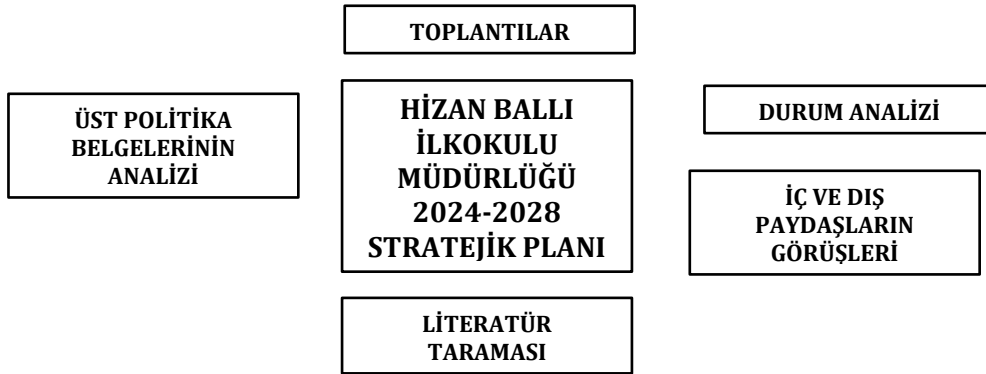 TOPLANTILAR
ÜST POLİTİKA
BELGELERİNİN
ANALİZİ
HİZAN BALLI
İLKOKULU
MÜDÜRLÜĞÜ
2024-2028
STRATEJİK PLANI
DURUM ANALİZİ
İÇ VE DIŞ
PAYDAŞLARIN
GÖRÜŞLERİ
LİTERATÜR
TARAMASI